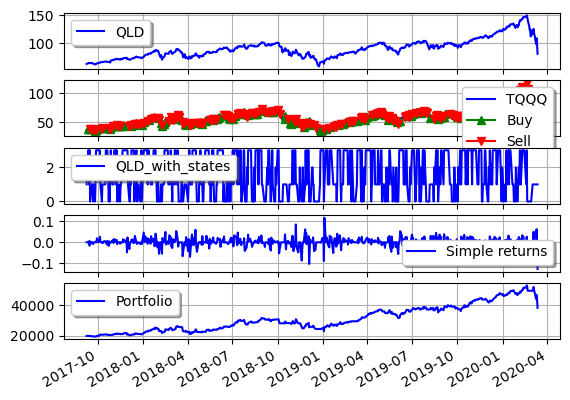 150
QLD
100
100
TQQQ
Buy
50
Sell
QLD_with_states
2
0
0.1
0.0
Simple returns
−0.1
Portfolio
40000
20000
2017-10 2018-01 2018-04 2018-07 2018-10 2019-01 2019-04 2019-07 2019-10 2020-01 2020-04